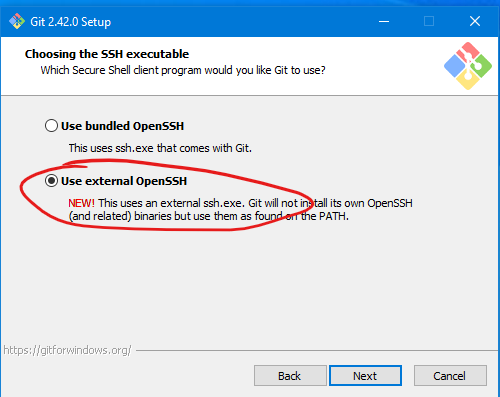 Git 2.42.0 Setup
Choosing the SSH executable
Which Secure Shell client program would you like Git to use?
Use bundled OpenSSH
This uses ssh.exe that comes with Git.
Use external OpenSSH
NEW! This uses an external ssh.exe. Git will not install its own OpenSSH
(and related) binaries but use them as found on the PATH.
https://gitforwindows.org/
Back Next Cancel